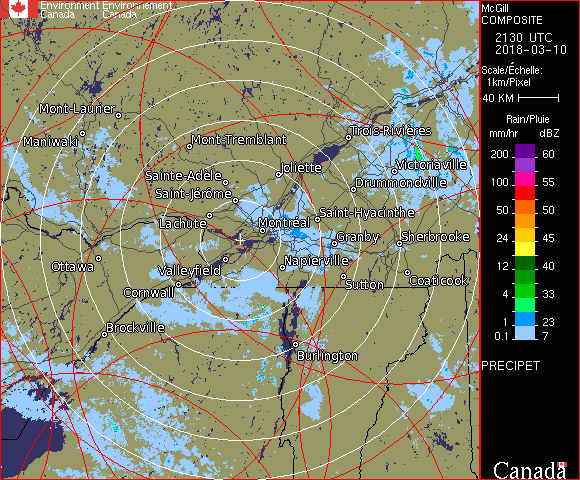 Environment Environnement
Canada Canada
McGill
COMPOSITE
2130 UTC
2018-03-10
Scale/Échelle:
1km/Pixel
40 KM
Rain/Pluie
mm/hr dBZ
200 60
100 55
50 50
24 45
12 40
4 33
1 23
0.1 7
PRECIPET
Canada
Mont-Laurier
Maniwaki
Mont-Tremblant
Trois-Rivières
Sainte-Adèle
Joliette
Victoriaville
Saint-Jérôme
Drummondville
Lachute
Saint-Hyacinthe
Montréal
Granby
Sherbrooke
Ottawa
Valleyfield
Napierville
Cornwall
Sutton
Coaticook
Brockville
Burlington